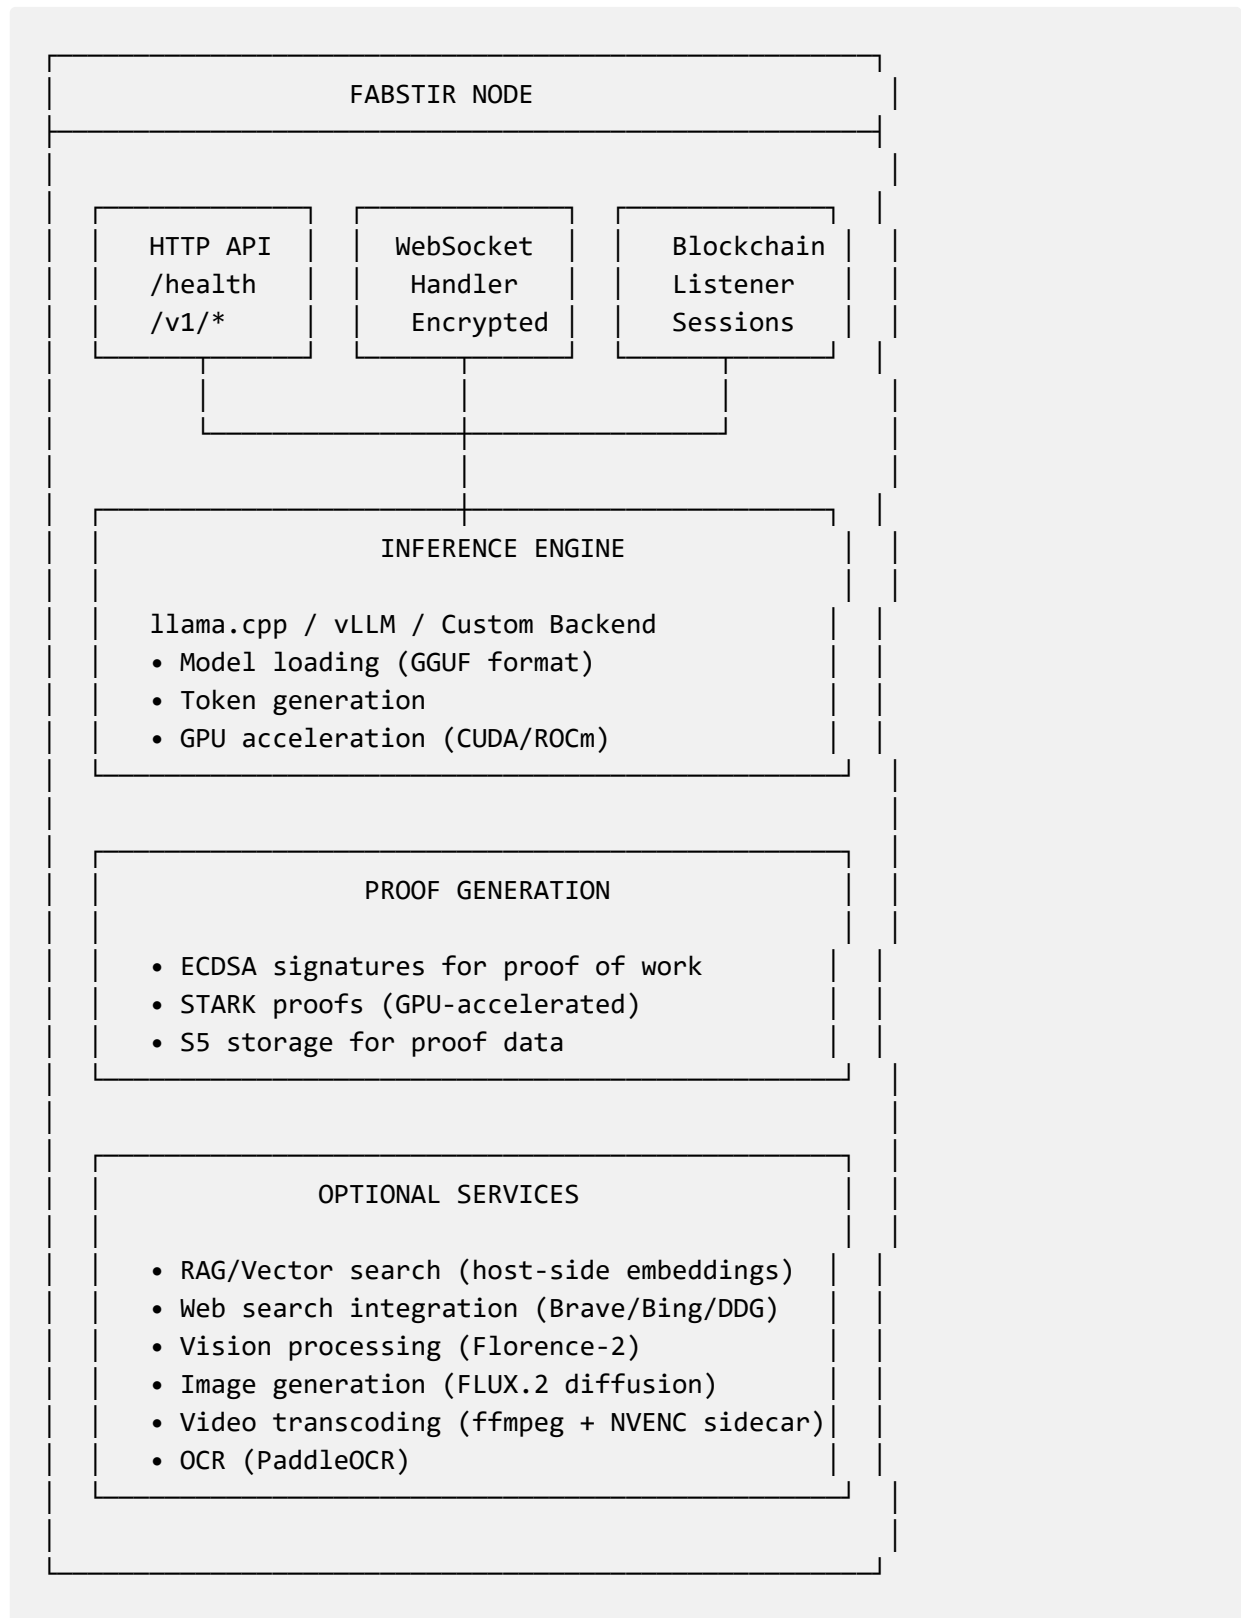 FABSTIR NODE
HTTP API WebSocket Blockchain
/health Handler Listener
/v1/* Encrypted Sessions
INFERENCE ENGINE
llama.cpp / vLLM / Custom Backend
• Model loading (GGUF format)
• Token generation
• GPU acceleration (CUDA/ROCm)
PROOF GENERATION
• ECDSA signatures for proof of work
• STARK proofs (GPU-accelerated)
• S5 storage for proof data
OPTIONAL SERVICES
• RAG/Vector search (host-side embeddings)
• Web search integration (Brave/Bing/DDG)
• Vision processing (Florence-2)
• Image generation (FLUX.2 diffusion)
• Video transcoding (ffmpeg + NVENC sidecar)
• OCR (PaddleOCR)